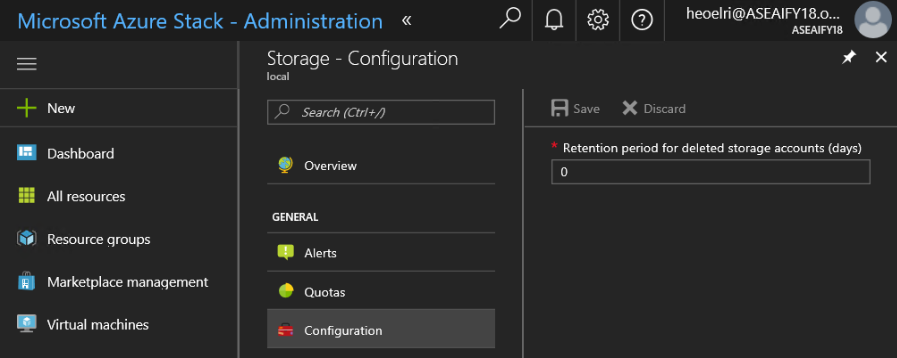 Microsoft Azure Stack - Administration «
heoelri@ASEAIFY18.o...
ASEAIFY18
New
Dashboard
All resources
Resource groups
Marketplace management
Virtual machines
Storage - Configuration
local
Search (Ctrl+/)
Overview
GENERAL
Alerts
Quotas
Configuration
Save Discard
* Retention period for deleted storage accounts (days)
0